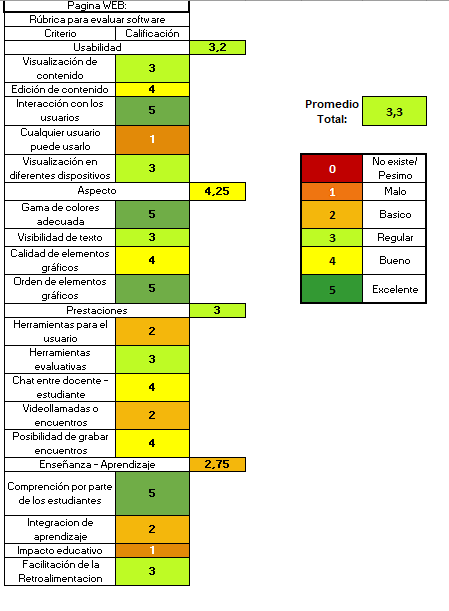 Pagina WEB:
Rúbrica para evaluar software
Criterio Calificación
Usabilidad 3,2
Visualización de
contenido 3
Edición de contenido 4
Interacción con los
usuarios 5
Cualquier usuario
puede usarlo 1
Visualización en
diferentes dispositivos 3
Aspecto 4,25
Gama de colores
adecuada 5
Visibilidad de texto 3
Calidad de elementos
gráficos 4
Orden de elementos
gráficos 5
Prestaciones 3
Herramientas para el
usuario 2
Herramientas
evaluativas 3
Chat entre docente -
estudiante 4
Videollamadas o
encuentros 2
Posibilidad de grabar
encuentros 4
Enseñanza - Aprendizaje 2,75
Comprención por parte
de los estudiantes 5
Integracion de
aprendizaje 2
Impacto educativo 1
Facilitación de la
Retroalimentacion 3
Promedio
Total: 3,3
0 No existe/
Pesimo
1 Malo
2 Basico
3 Regular
4 Bueno
5 Excelente